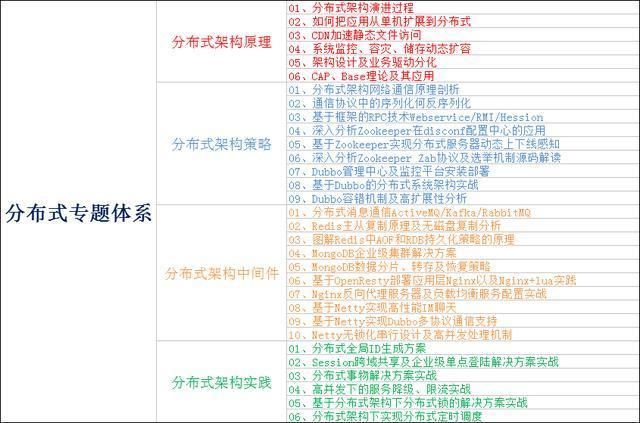 分布式专题体系
分布式架构原理
01、分布式架构演进过程
02、如何把应用从单机扩展到分布式
03、CDN加速静态文件访问
04、系统监控、容灾、储存动态扩容
05、架构设计及业务驱动分化
06、CAP、Base理论及其应用
分布式架构策略
01、分布式架构网络通信原理剖析
02、通信协议中的序列化何反序列化
03、基于框架的RPC技术Webservice/RMI/Hession
04、深入分析Zookeeper在disconf配置中心的应用
05、基于Zookeeper实现分布式服务器动态上下线感知
06、深入分析Zookeeper Zab协议及选举机制源码解读
07、Dubbo管理中心及监控平台安装部署
08、基于Dubbo的分布式系统架构实战
09、Dubbo容错机制及高扩展性分析
分布式架构中间件
01、分布式消息通信ActiveMQ/Kafka/RabbitMQ
02、Redis主从复制原理及无磁盘复制分析
03、图解Redis中AOF和RDB持久化策略的原理
04、MongoDB企业级集群解决方案
05、MongoDB数据分片、转存及恢复策略
06、基于OpenResty部署应用层Nginx以及Nginx+lua实践
07、Nginx反向代理服务器及负载均衡服务配置实战
08、基于Netty实现高性能IM聊天
09、基于Netty实现Dubbo多协议通信支持
10、Netty无锁化串行设计及高并发处理机制
分布式架构实践
01、分布式全局ID生成方案
02、Session跨域共享及企业级单点登陆解决方案实战
03、分布式事物解决方案实战
04、高并发下的服务降级、限流实战
05、基于分布式架构下分布式锁的解决方案实战
06、分布式架构下实现分布式定时调度